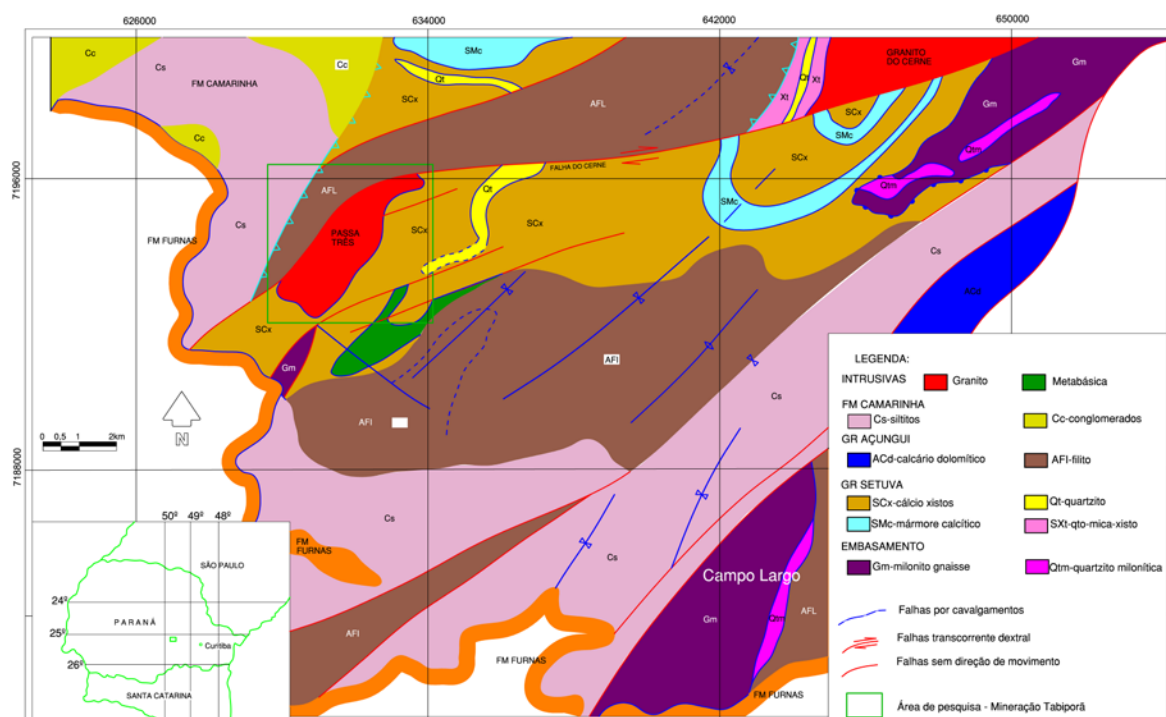 626000
634000
642000
650000
7196000
7188000
Cc
Cs
FM CAMARINHA
Cc
Cc
SMc
Qt
SCx
AFL
Qt
Xt
Xt
GRANITO
DO CERNE
Gm
SCx
SMc
Qtm
FALHA DO CERNE
SCx
Qtm
AFL
Qt
SMc
FM FURNAS
Cs
PASSA
TRÊS
SCx
SCx
Cs
ACd
SCx
Gm
AFI
Cs
AFI
N
0 0,5 1 2km
Cs
FM
FURNAS
Cs
AFI
FM FURNAS
Campo Largo
Gm
Qtm
AFL
FM FURNAS
50º 49º 48º
SÃO PAULO
24º
PARANÁ
25º
Curitiba
26º
SANTA CATARINA
LEGENDA:
INTRUSIVAS
Granito
Metabásica
FM CAMARINHA
Cs-siltitos
Cc-conglomerados
GR AÇUNGUI
ACd-calcário dolomítico
AFI-filito
GR SETUVA
SCx-cálcio xistos
Qt-quartzito
SMc-mármore calcítico
SXt-qto-mica-xisto
EMBASAMENTO
Gm-milonito gnaisse
Qtm-quartzito milonítica
Falhas por cavalgamentos
Falhas transcorrente dextral
Falhas sem direção de movimento
Área de pesquisa - Mineração Tabiporã